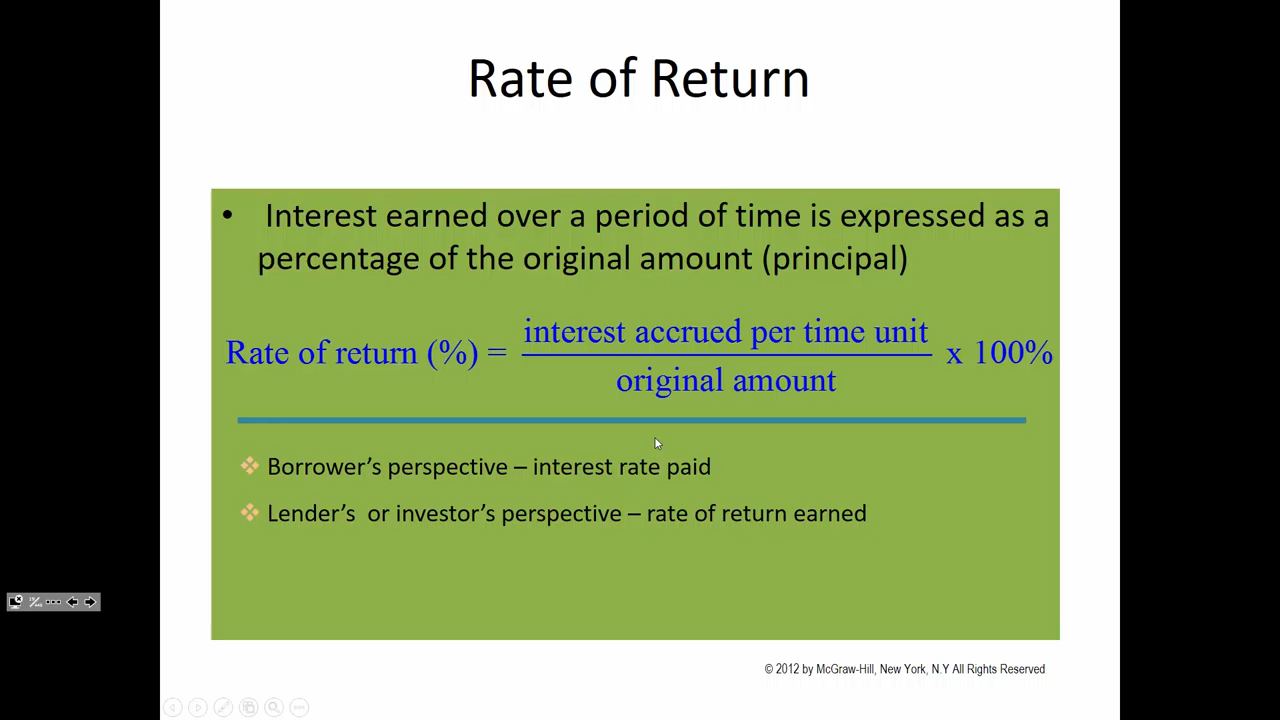 Rate of Return
• Interest earned over a period of time is expressed as a
percentage of the original amount (principal)
interest accrued per time unit
Rate of return (%) = x 100%
original amount
❖ Borrower’s perspective – interest rate paid
❖ Lender’s or investor’s perspective – rate of return earned
© 2012 by McGraw-Hill, New York, N.Y All Rights Reserved